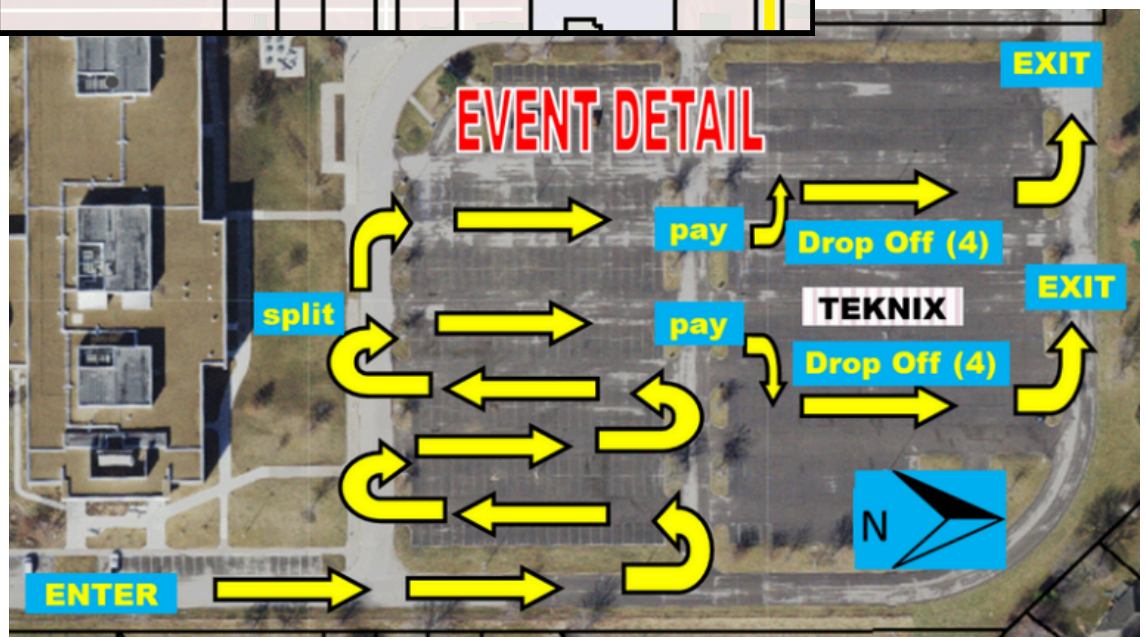 EXIT
EVENT DETAIL
pay
Drop Off (4)
EXIT
split
TEKNIX
pay
Drop Off (4)
N
ENTER